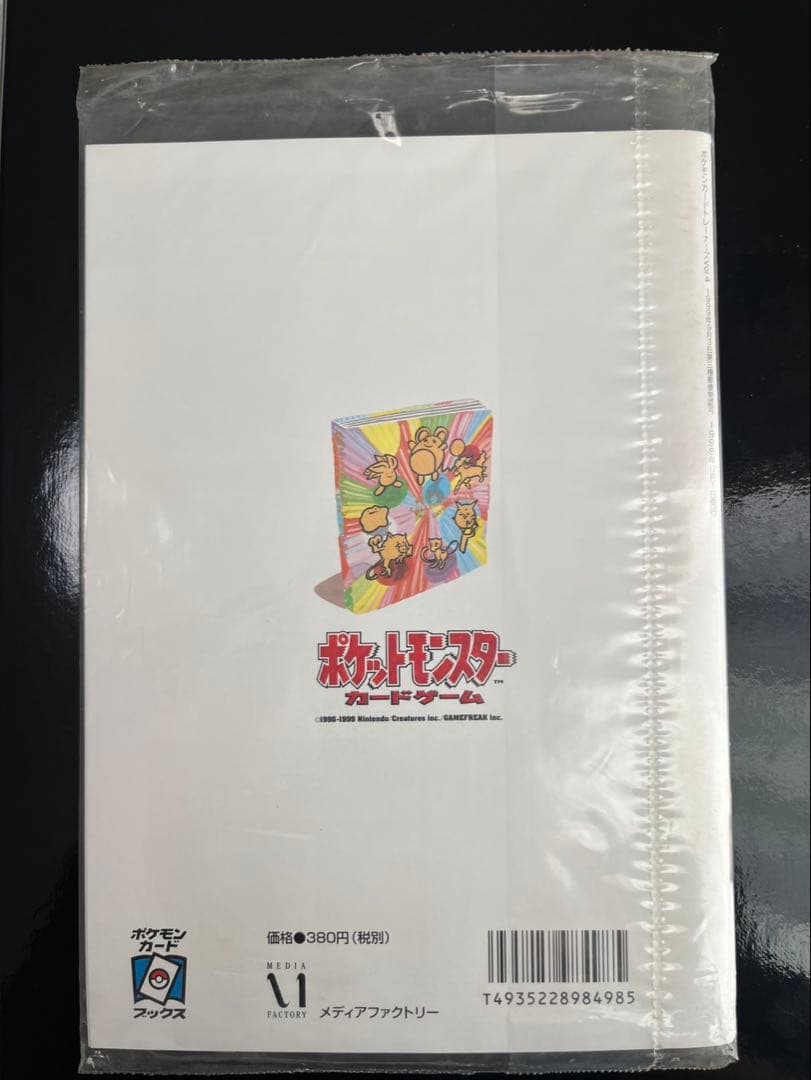 ポケットモンスター™
カードゲーム
©1995-1999 Nintendo/Creatures inc./GAMEFREAK inc.
ポケモン
カード
ブックス
価格●380円(税別)
MEDIA
FACTORY
メディアファクトリー
T4935228984985